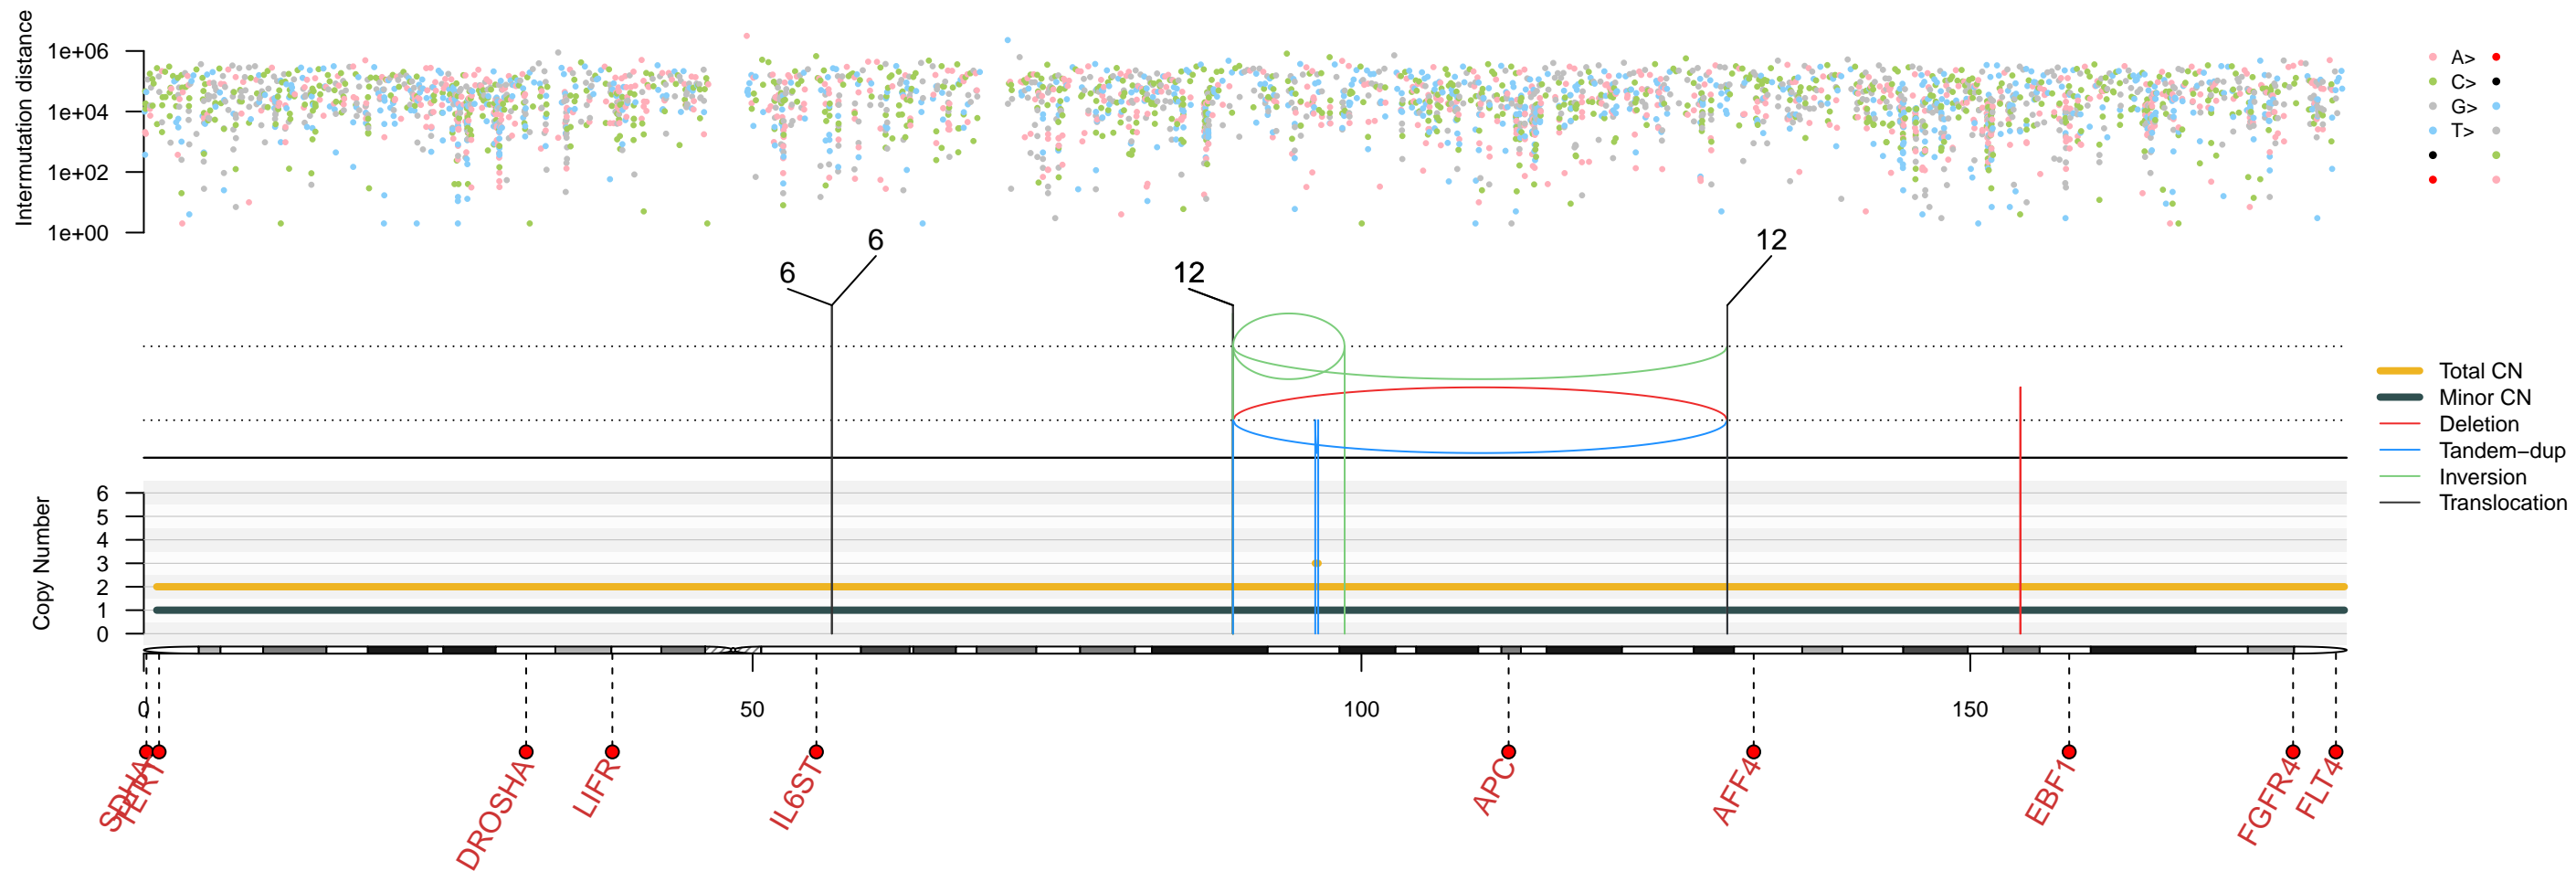 Intermutation distance
1e+06
1e+04
1e+02
1e+00
A>
C>
G>
T>
6
6
12
12
Total CN
Minor CN
Deletion
Tandem−dup
Inversion
Translocation
Copy Number
6
5
4
3
2
1
0
0
50
100
150
SDHA
TERT
DROSHA
LIFR
IL6ST
APC
AFF4
EBF1
FGFR4
FLT4